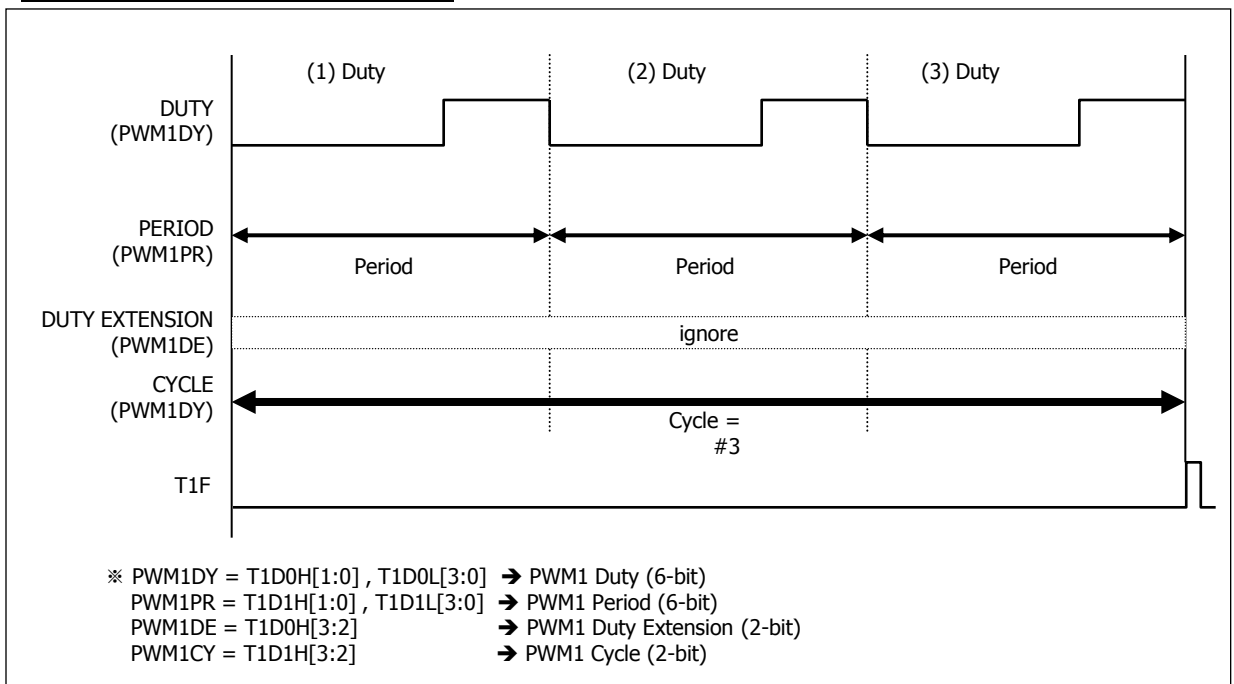 (1) Duty (2) Duty (3) Duty
DUTY
(PWM1DY)
PERIOD
(PWM1PR)
Period Period Period
DUTY EXTENSION
(PWM1DE)
ignore
CYCLE
(PWM1DY)
Cycle =
#3
T1F
※ PWM1DY = T1D0H[1:0] , T1D0L[3:0] ➔ PWM1 Duty (6-bit)
PWM1PR = T1D1H[1:0] , T1D1L[3:0] ➔ PWM1 Period (6-bit)
PWM1DE = T1D0H[3:2] ➔ PWM1 Duty Extension (2-bit)
PWM1CY = T1D1H[3:2] ➔ PWM1 Cycle (2-bit)